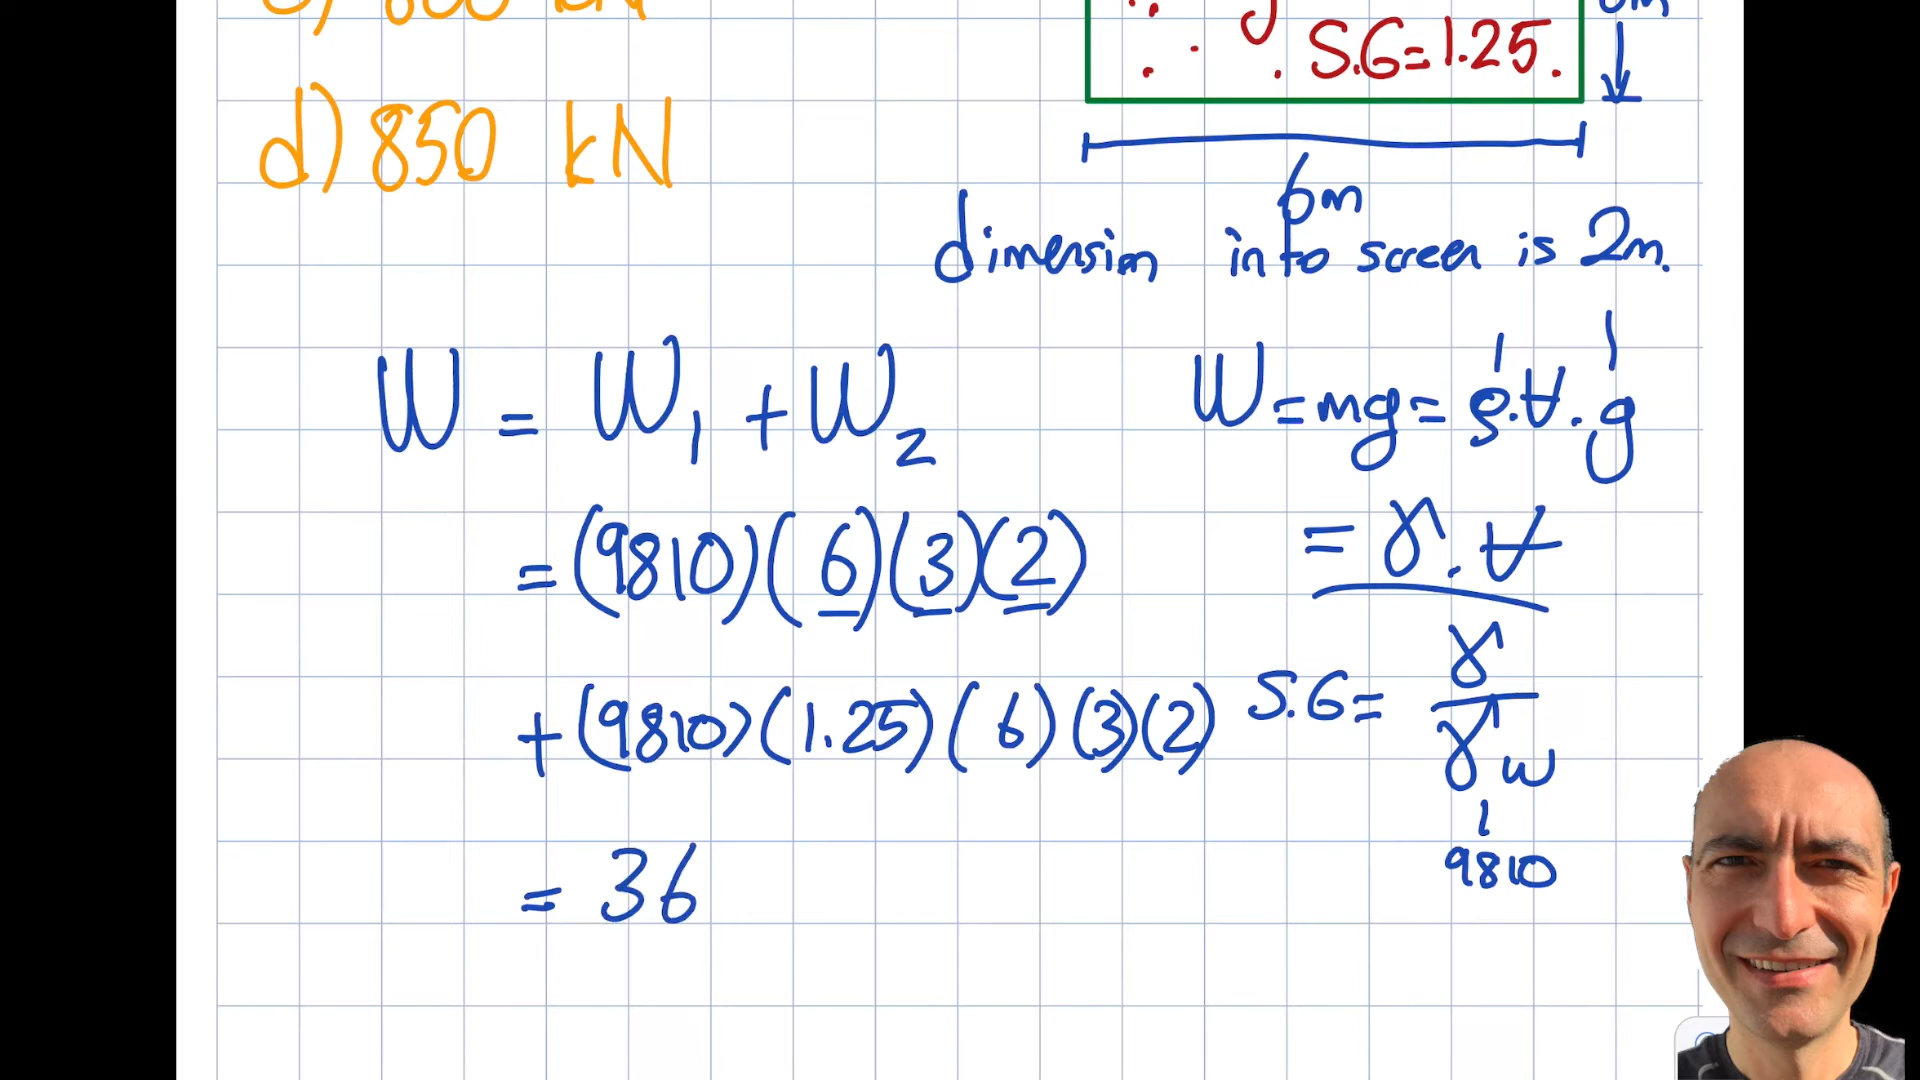 S.G=1.25
d) 850 kN
6m
dimension into screen is 2m.
W = W₁ + W₂
W=mg= ρ.V.g
= (9810)(6)(3)(2)
= γ.V
+ (9810)(1.25)(6)(3)(2)
S.G= γ/γw
9810
= 36